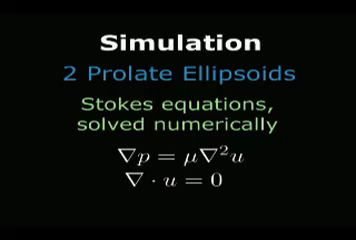 Simulation
2 Prolate Ellipsoids
Stokes equations,
solved numerically
∇p = μ∇²u
∇ · u = 0